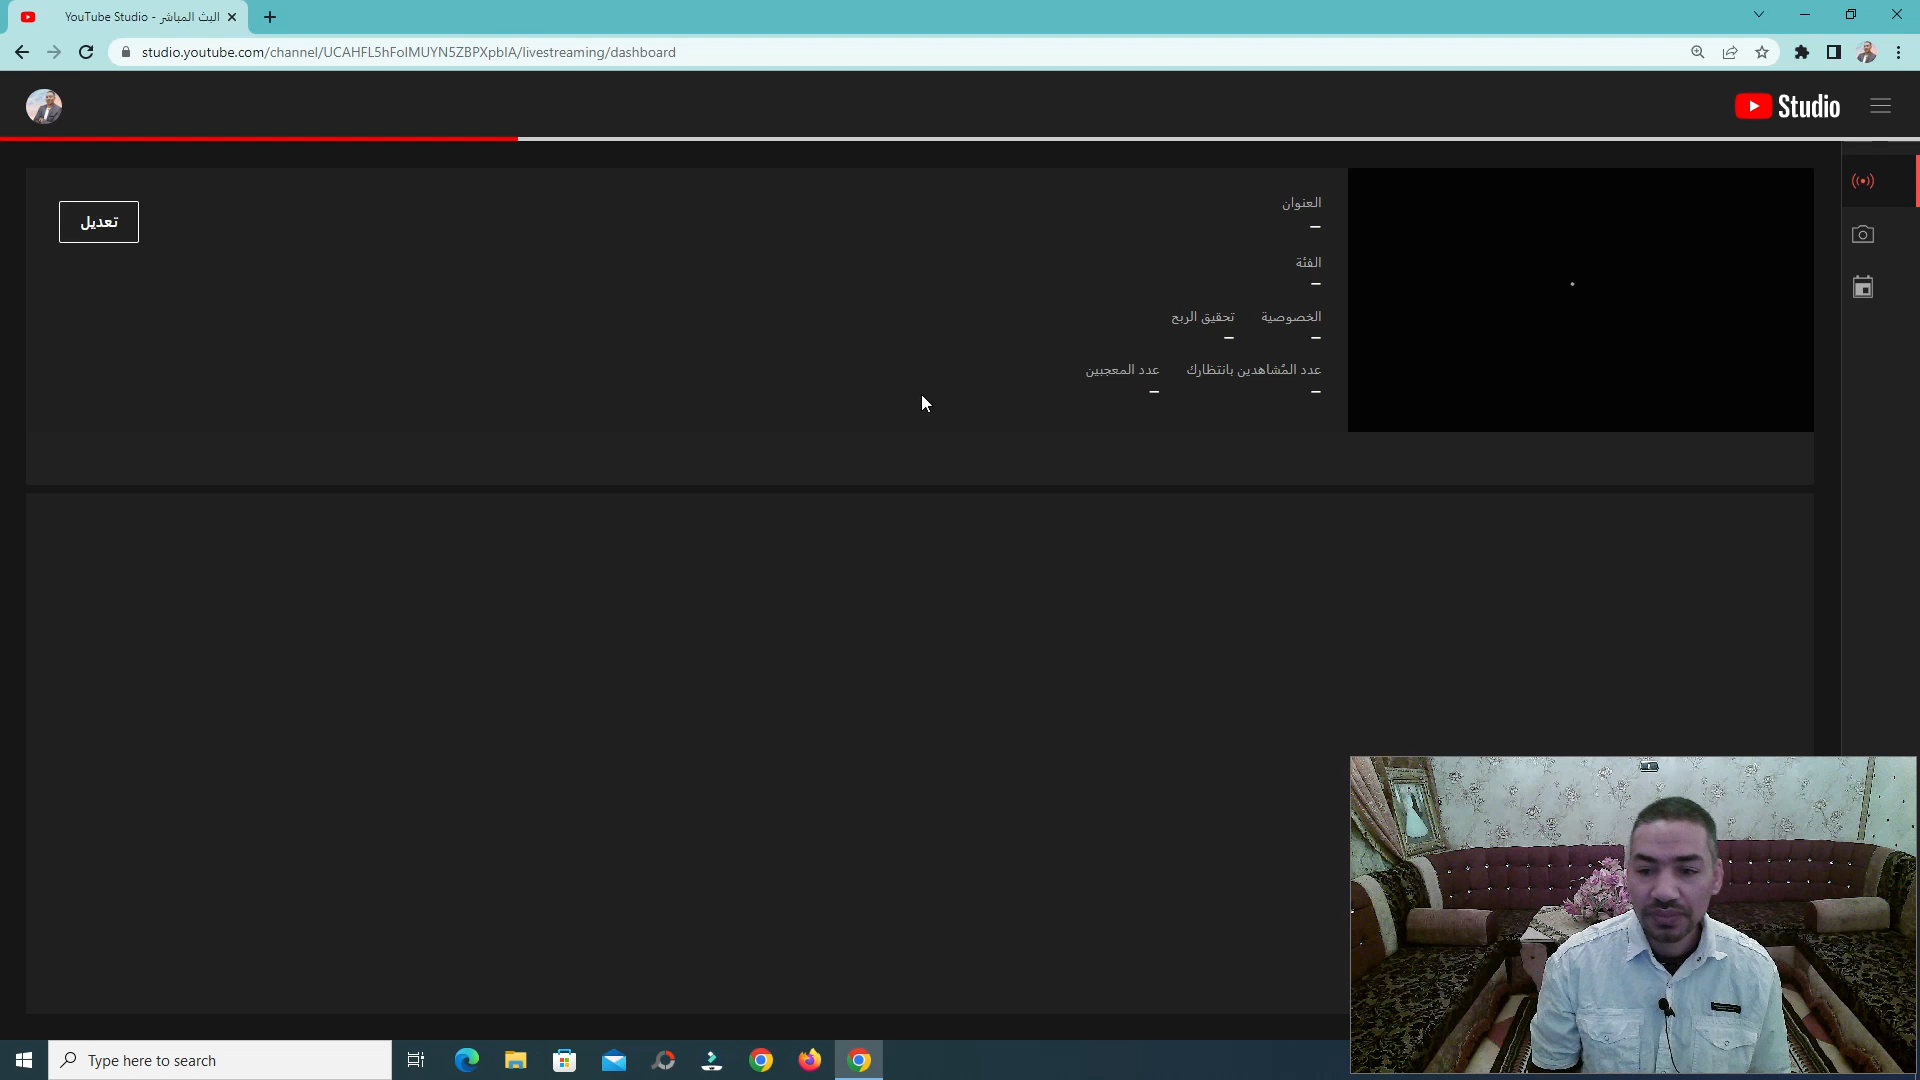 YouTube Studio - البث المباشر
studio.youtube.com/channel/UCAHFL5hFolMUYN5ZBPXpblA/livestreaming/dashboard
Studio
تعديل
العنوان
–
الفئة
–
الخصوصية تحقيق الربح
– –
عدد المُشاهدين بانتظارك عدد المعجبين
– –
Type here to search